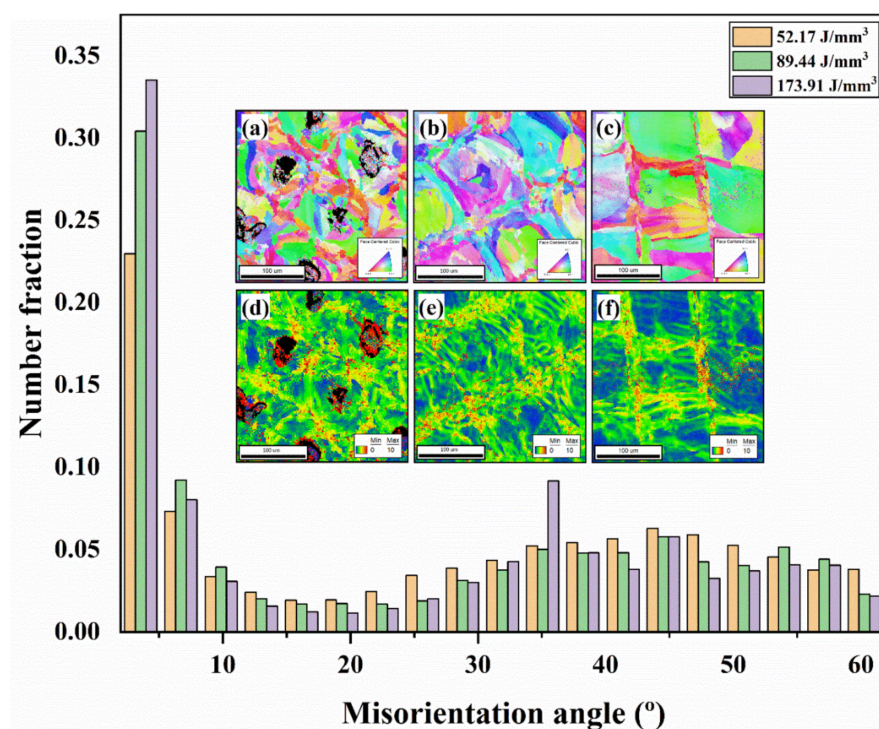 52.17 J/mm³
89.44 J/mm³
173.91 J/mm³
Number fraction
0.35
0.30
0.25
0.20
0.15
0.10
0.05
0.00
(a)
Face Centered Cubic
100 um
(b)
Face Centered Cubic
100 um
(c)
Face Centered Cubic
100 um
(d)
Min Max
0 10
100 um
(e)
Min Max
0 10
100 um
(f)
Min Max
0 10
100 um
10 20 30 40 50 60
Misorientation angle (º)